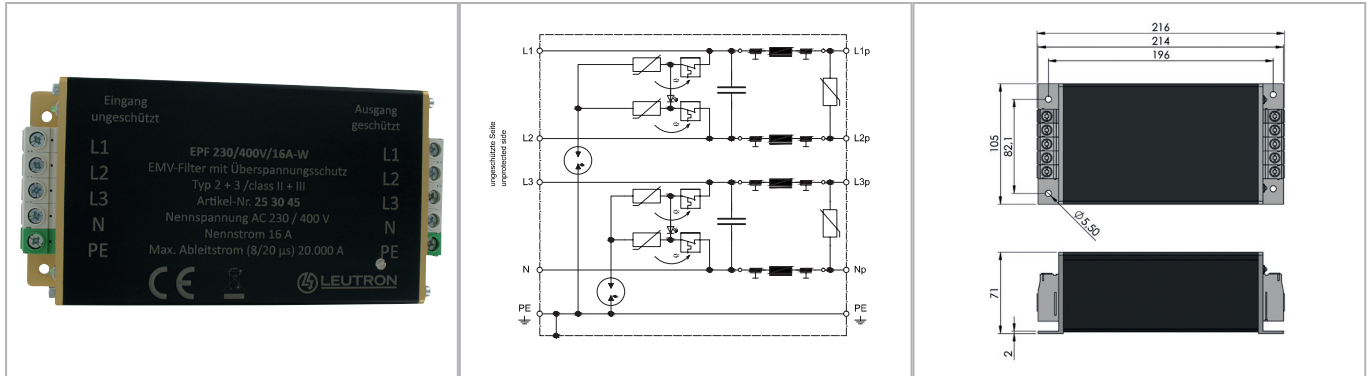 Eingang
ungeschützt
Ausgang
geschützt
L1
L2
L3
N
PE
EPF 230/400V/16A-W
EMV-Filter mit Überspannungsschutz
Typ 2 + 3 /class II + III
Artikel-Nr. 25 30 45
Nennspannung AC 230 / 400 V
Nennstrom 16 A
Max. Ableitstrom (8/20 µs) 20.000 A
L1
L2
L3
N
PE
CE
LEUTRON
ungeschützte Seite
unprotected side
L1
L1p
L2
L2p
L3
L3p
N
Np
PE
PE
216
214
196
105
82,1
Ø 5,50
71
2